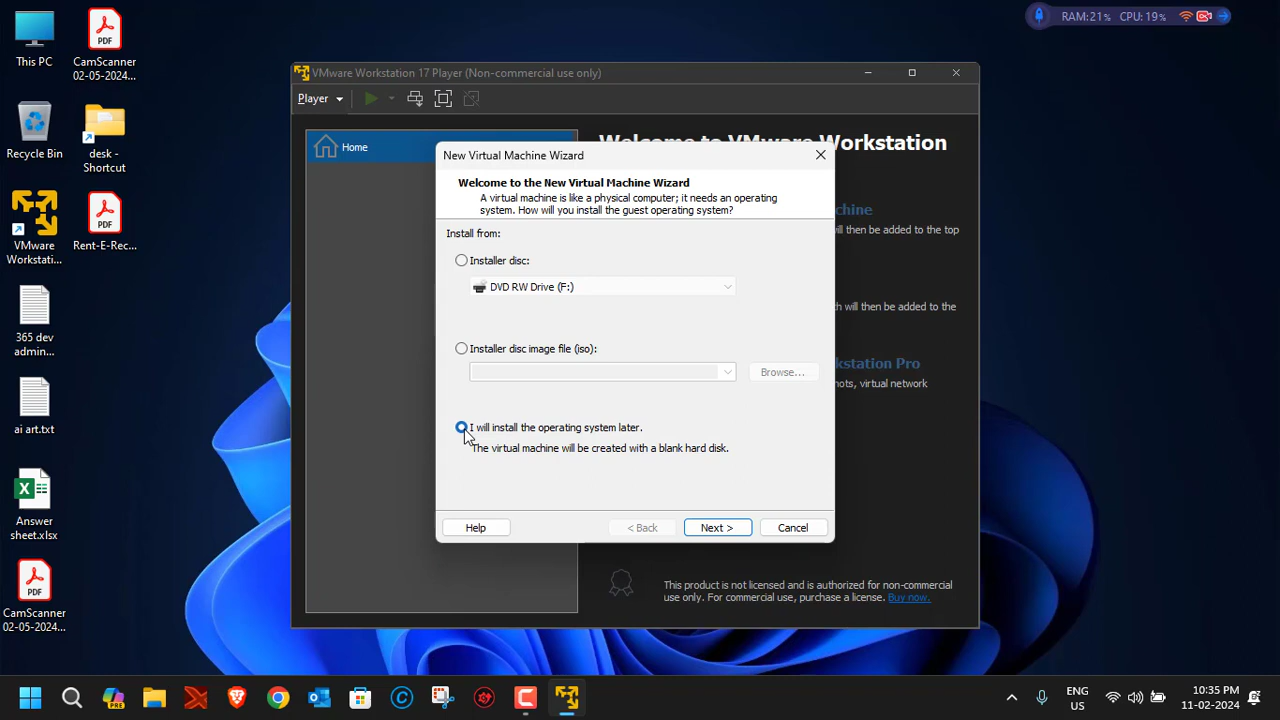 This PC
CamScanner
02-05-2024...
Recycle Bin
desk -
Shortcut
VMware
Workstati...
Rent-E-Rec...
365 dev
admin...
ai art.txt
Answer
sheet.xlsx
CamScanner
02-05-2024...
PDF
PDF
PDF
RAM:21% CPU: 19%
VMware Workstation 17 Player (Non-commercial use only)
Player
Home
Welcome to VMware Workstation
chine
ill then be added to the top
ch will then be added to the
kstation Pro
hots, virtual network
This product is not licensed and is authorized for non-commercial
use only. For commercial use, purchase a license. Buy now.
New Virtual Machine Wizard
Welcome to the New Virtual Machine Wizard
A virtual machine is like a physical computer; it needs an operating
system. How will you install the guest operating system?
Install from:
Installer disc:
DVD RW Drive (F:)
Installer disc image file (iso):
Browse...
I will install the operating system later.
The virtual machine will be created with a blank hard disk.
Help
< Back
Next >
Cancel
PRE
ENG
US
10:35 PM
11-02-2024